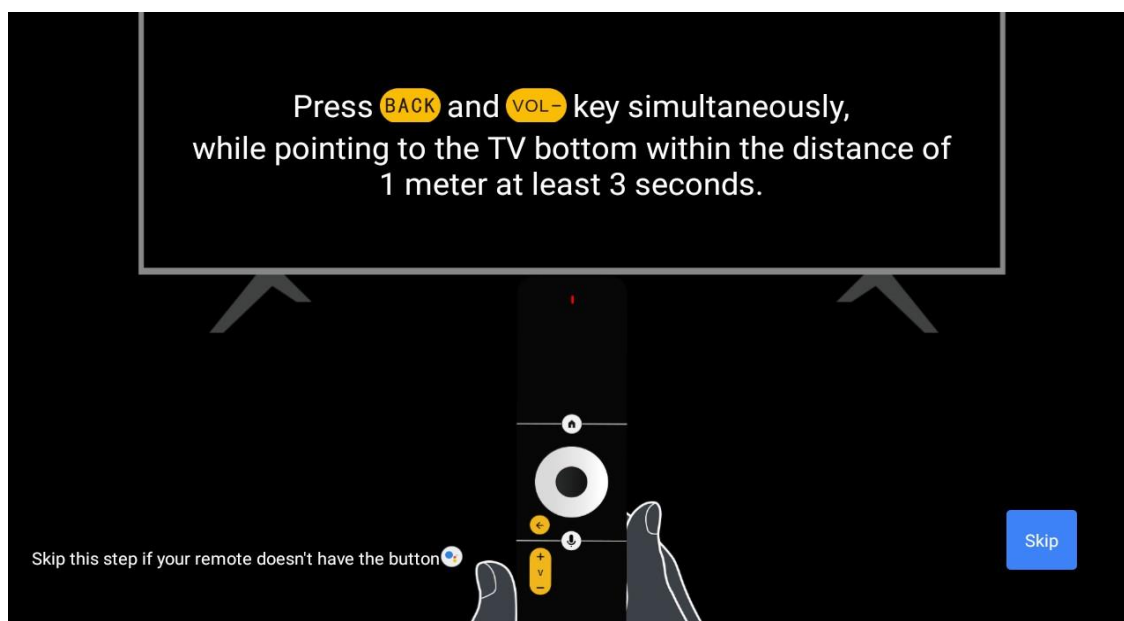 Press BACK and VOL- key simultaneously,
while pointing to the TV bottom within the distance of
1 meter at least 3 seconds.
Skip this step if your remote doesn't have the button
Skip
+
V
-